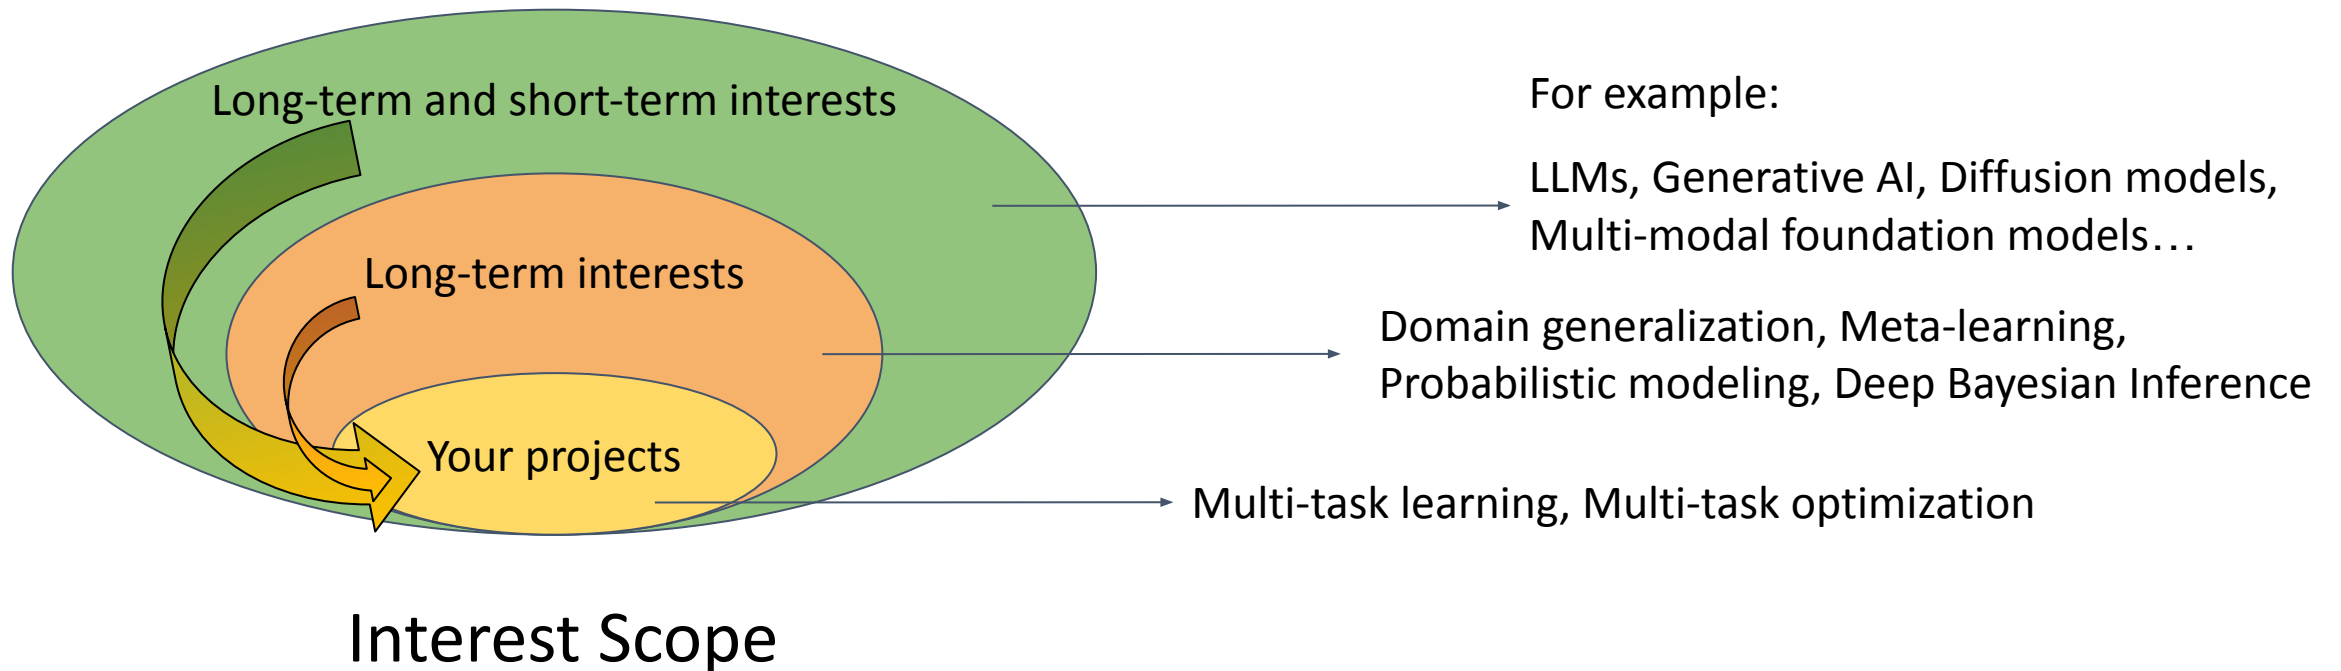 Long-term and short-term interests
For example:
LLMs, Generative AI, Diffusion models,
Multi-modal foundation models…
Long-term interests
Domain generalization, Meta-learning,
Probabilistic modeling, Deep Bayesian Inference
Your projects
Multi-task learning, Multi-task optimization
Interest Scope